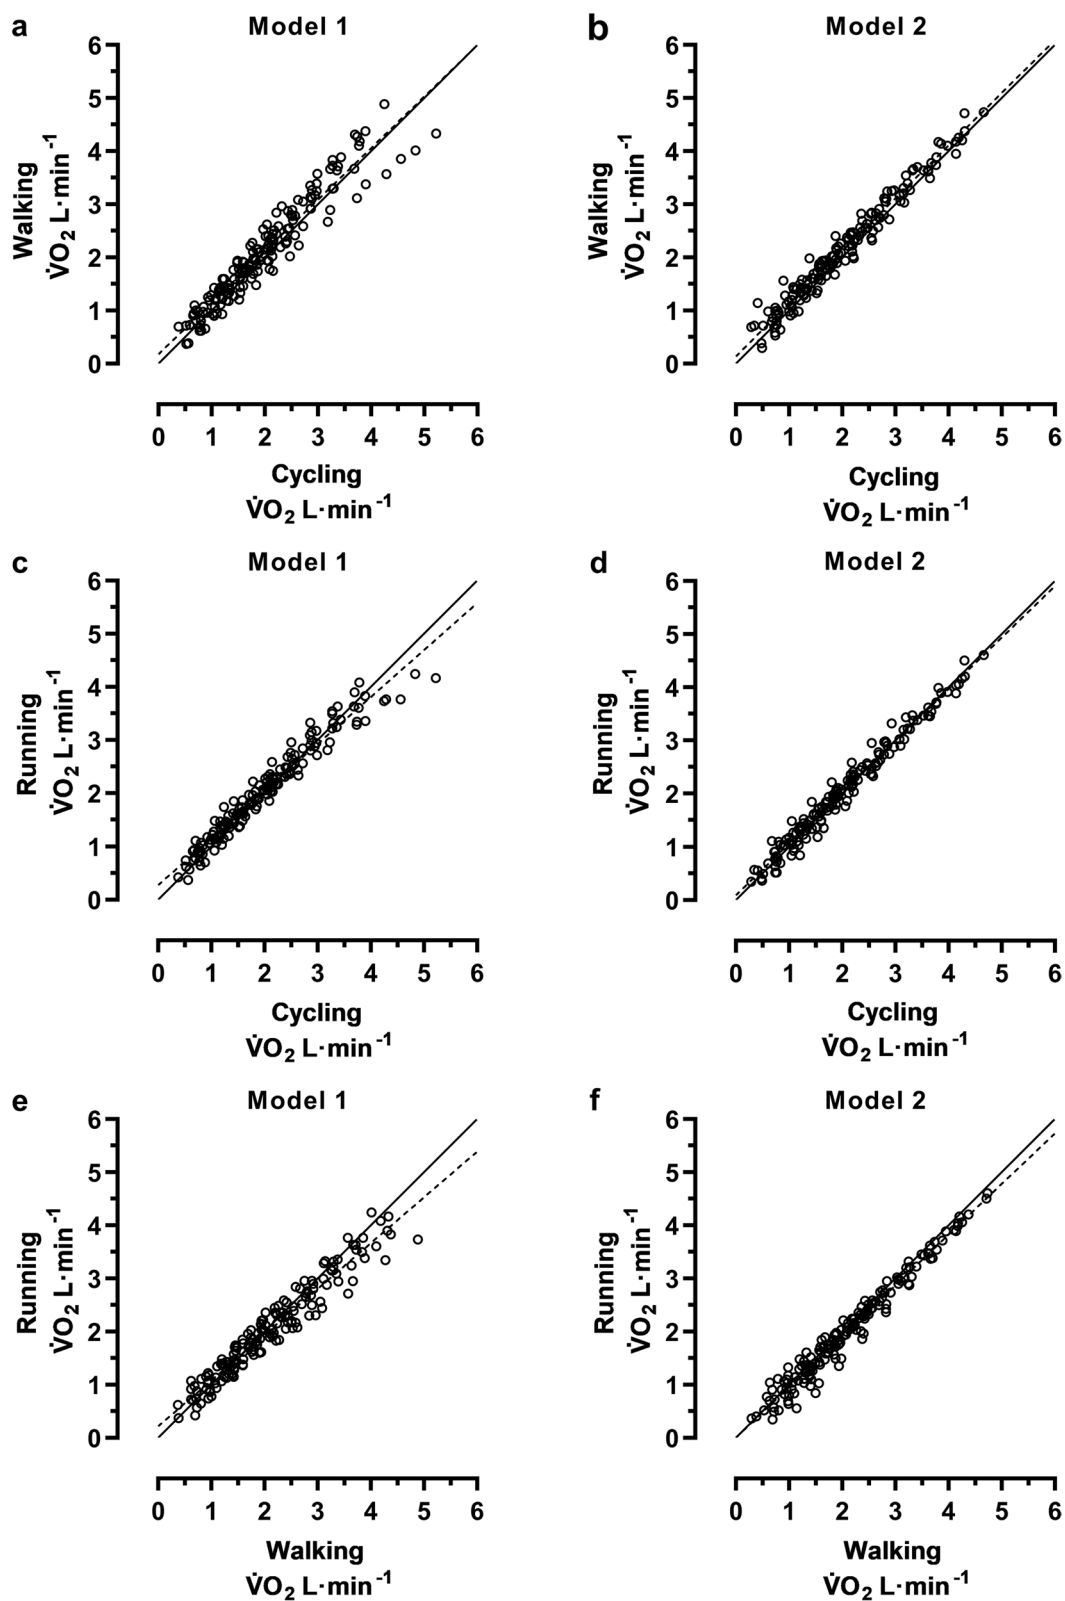 a
Model 1
6
5
4
3
2
1
0
Walking
V̇O₂ L·min⁻¹
0 1 2 3 4 5 6
Cycling
V̇O₂ L·min⁻¹
b
Model 2
6
5
4
3
2
1
0
Walking
V̇O₂ L·min⁻¹
0 1 2 3 4 5 6
Cycling
V̇O₂ L·min⁻¹
c
Model 1
6
5
4
3
2
1
0
Running
V̇O₂ L·min⁻¹
0 1 2 3 4 5 6
Cycling
V̇O₂ L·min⁻¹
d
Model 2
6
5
4
3
2
1
0
Running
V̇O₂ L·min⁻¹
0 1 2 3 4 5 6
Cycling
V̇O₂ L·min⁻¹
e
Model 1
6
5
4
3
2
1
0
Running
V̇O₂ L·min⁻¹
0 1 2 3 4 5 6
Walking
V̇O₂ L·min⁻¹
f
Model 2
6
5
4
3
2
1
0
Running
V̇O₂ L·min⁻¹
0 1 2 3 4 5 6
Walking
V̇O₂ L·min⁻¹